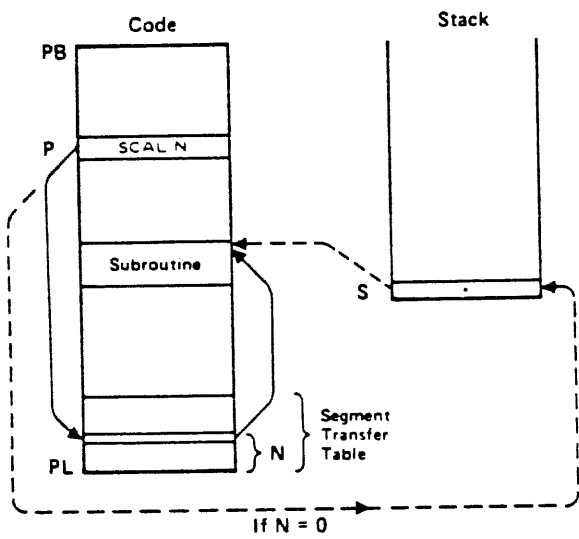 Code
Stack
PB
P
SCAL N
Subroutine
S
Segment
Transfer
Table
N
PL
If N = 0